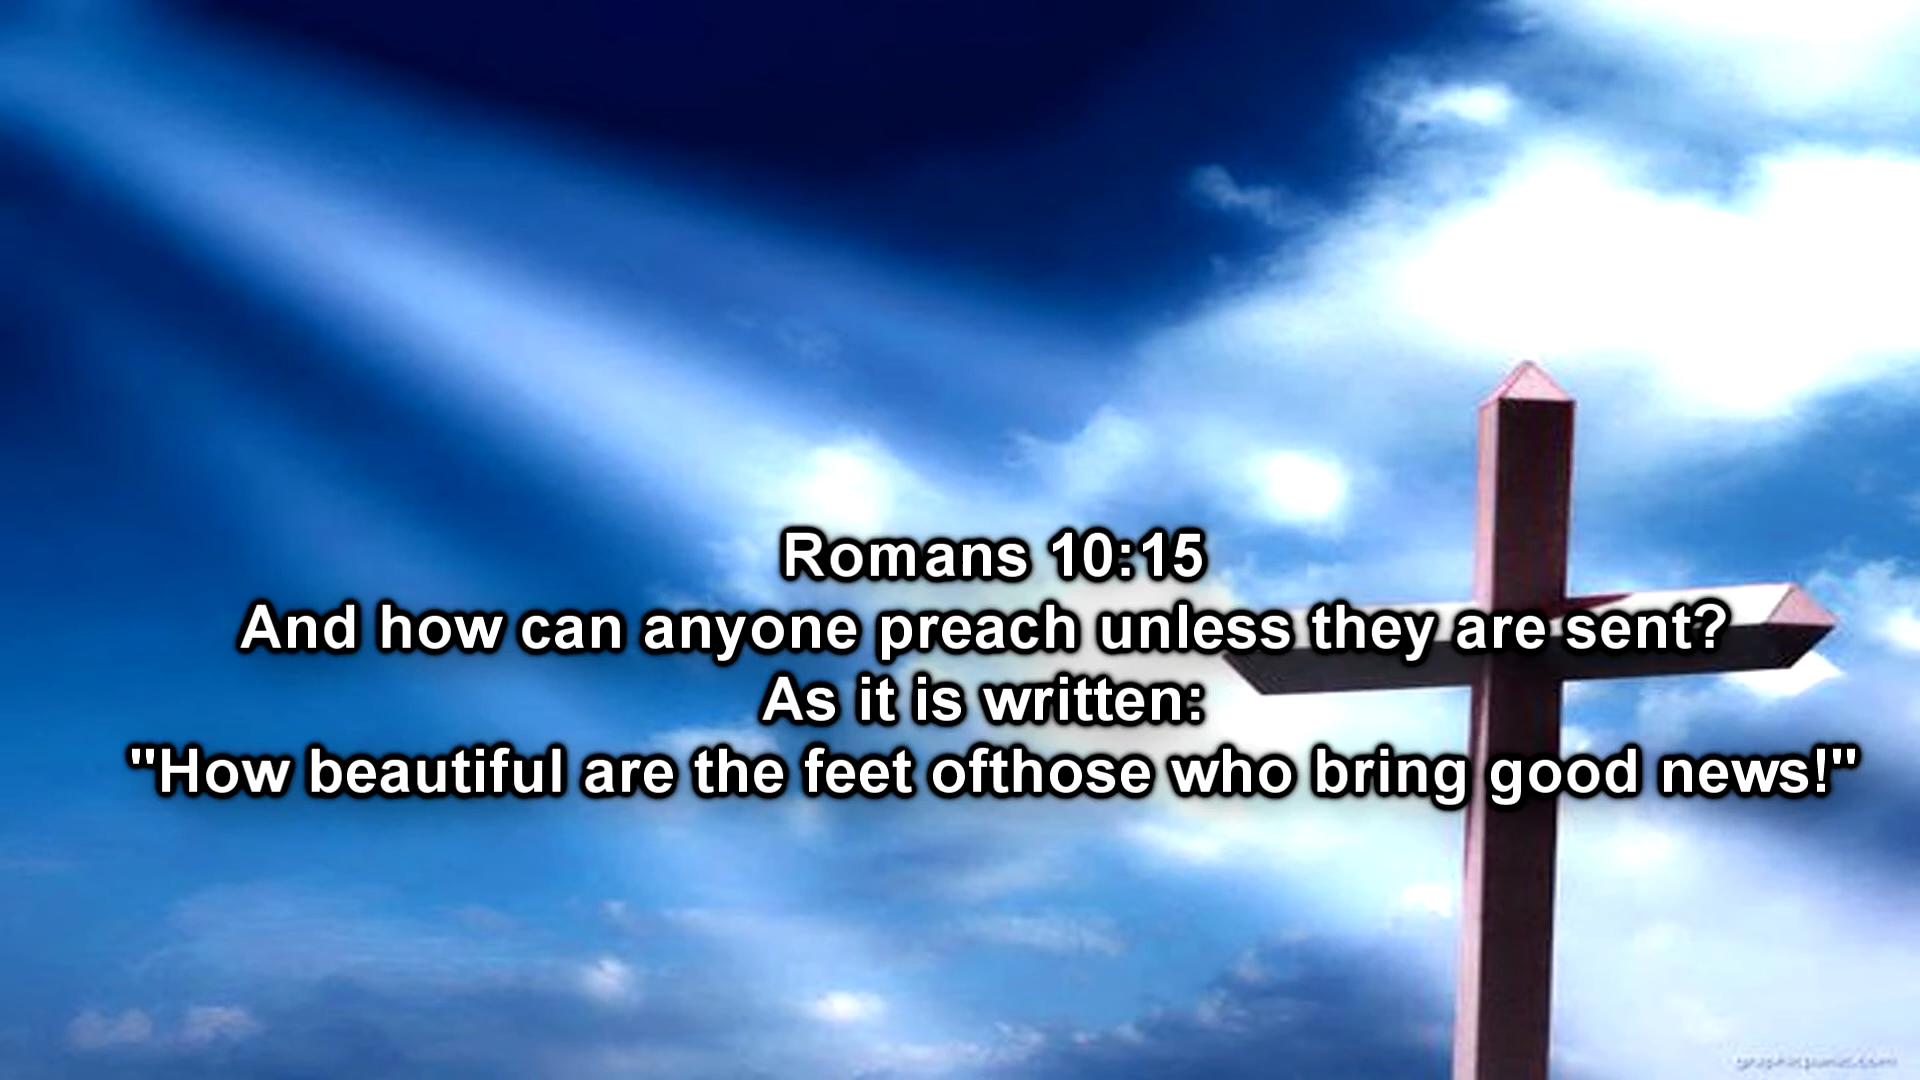 Romans 10:15
And how can anyone preach unless they are sent?
As it is written:
"How beautiful are the feet ofthose who bring good news!"